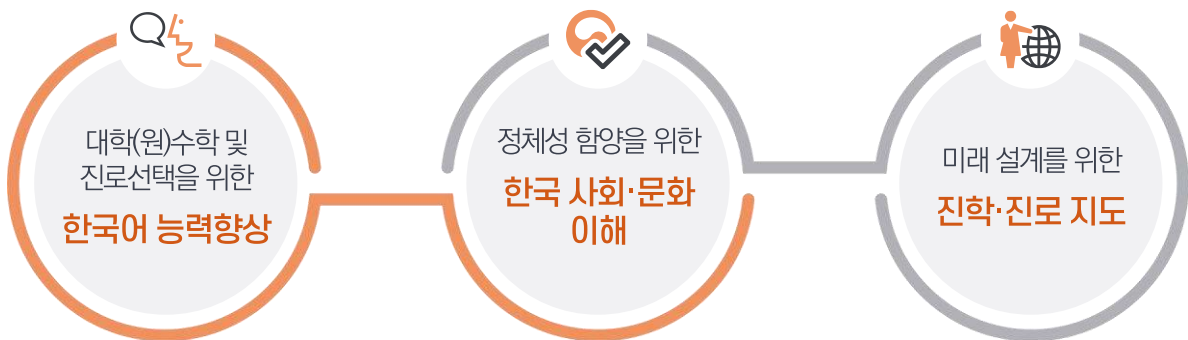 대학(원)수학 및
진로선택을 위한
한국어 능력향상
정체성 함양을 위한
한국 사회·문화
이해
미래 설계를 위한
진학·진로 지도